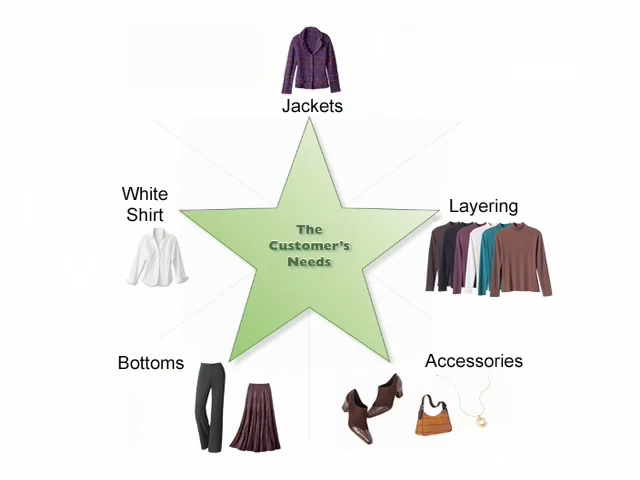 Jackets
White
Shirt
Layering
The
Customer's
Needs
Bottoms
Accessories